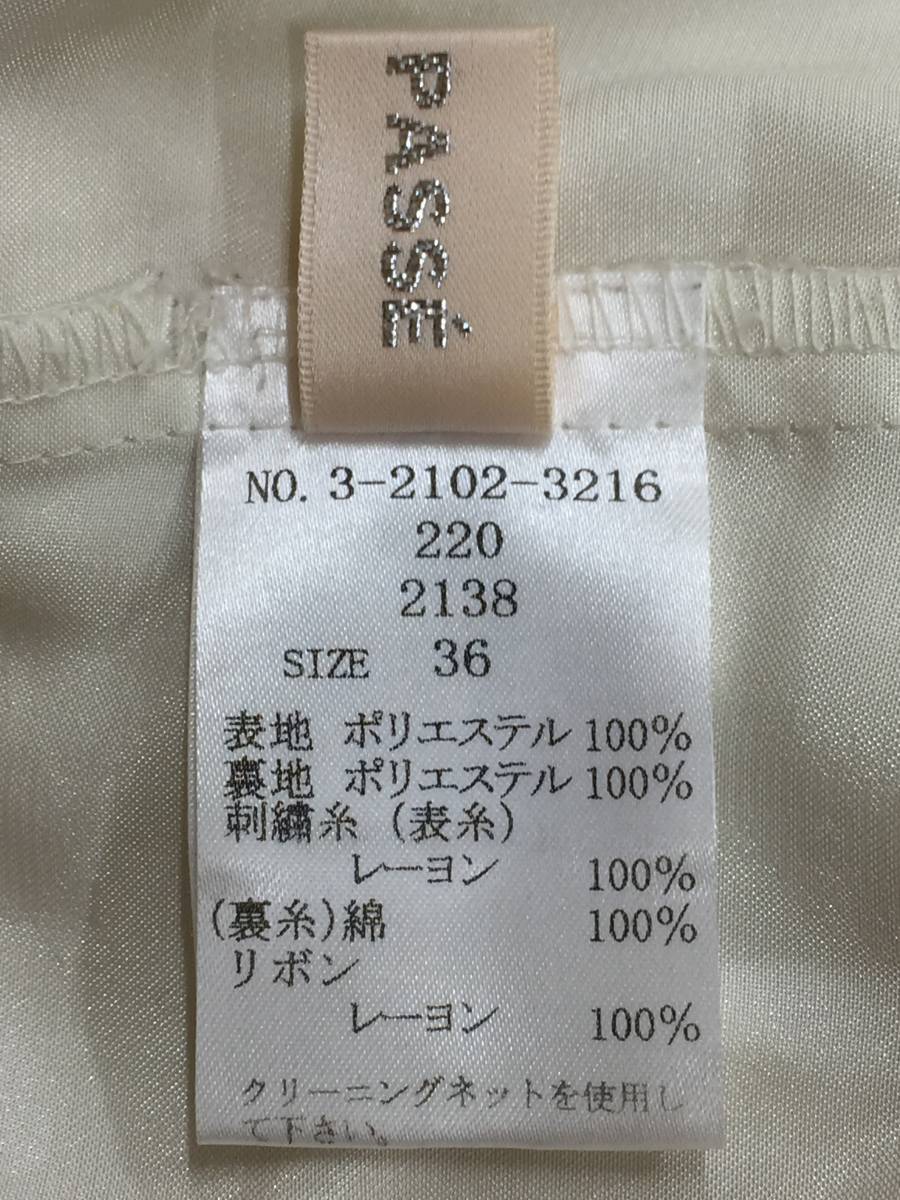 PASSÉ
NO. 3-2102-3216
220
2138
SIZE 36
表地 ポリエステル 100%
裏地 ポリエステル 100%
刺繍糸 (表糸)
レーヨン 100%
(裏糸)綿 100%
リボン
レーヨン 100%
クリーニングネットを使用し
て下さい。